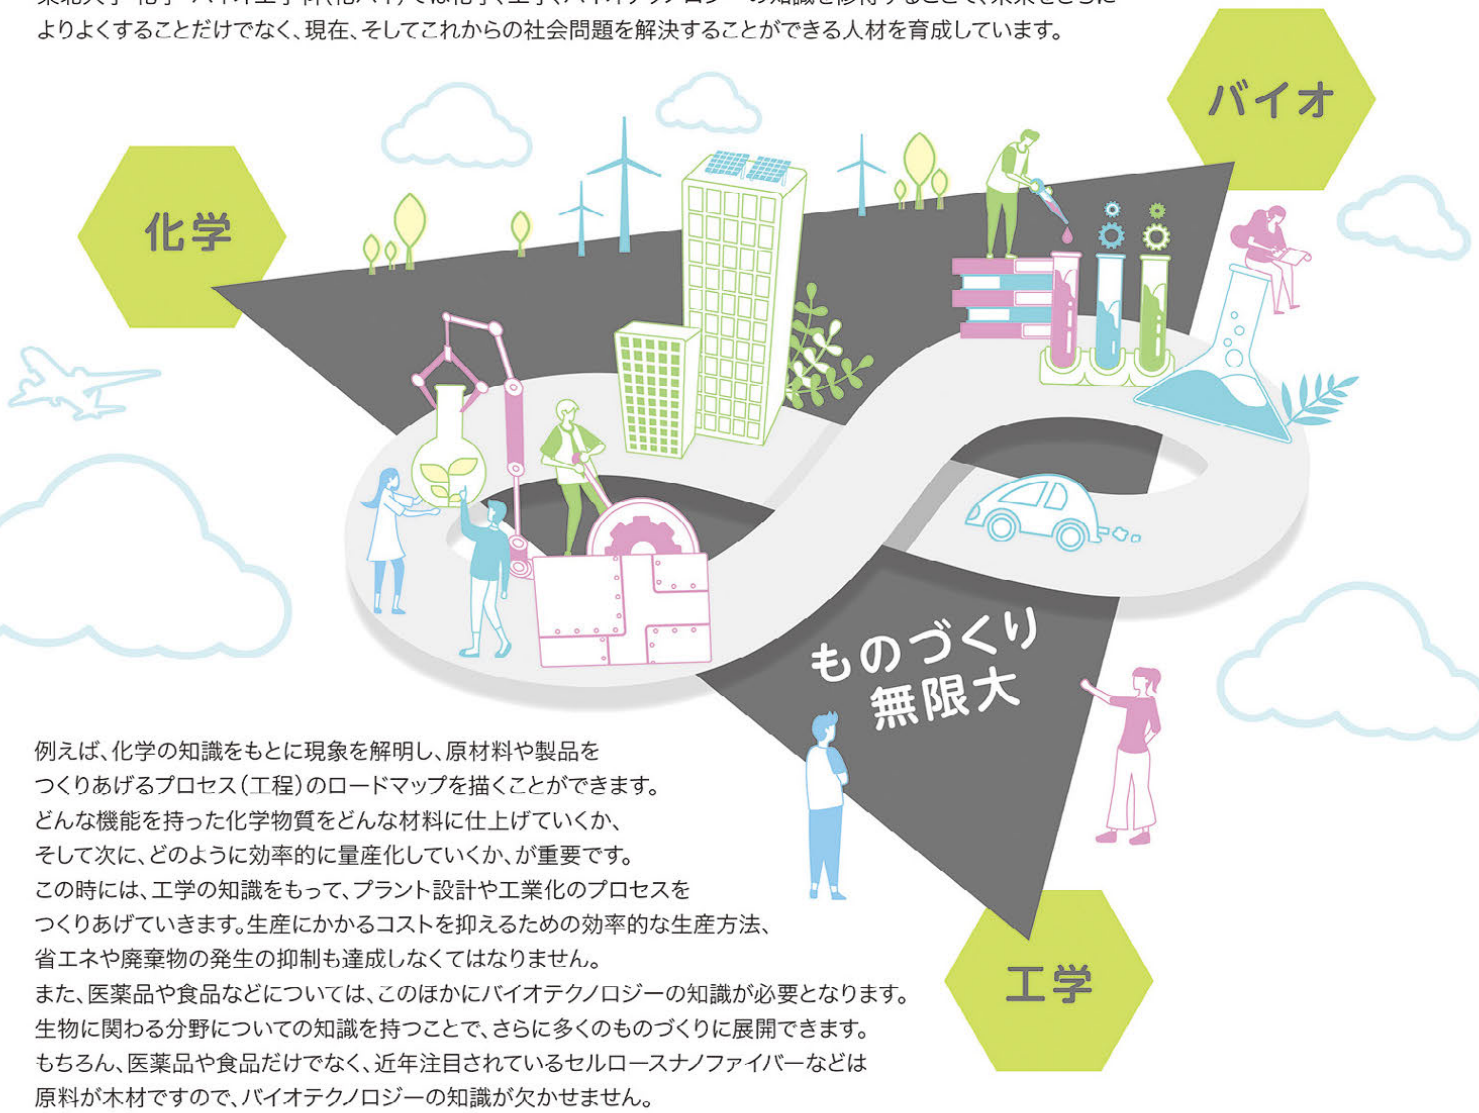 よりよくすることだけでなく、現在、そしてこれからの社会問題を解決することができる人材を育成しています。
バイオ
化学
ものづくり
無限大
例えば、化学の知識をもとに現象を解明し、原材料や製品を
つくりあげるプロセス（工程）のロードマップを描くことができます。
どんな機能を持った化学物質をどんな材料に仕上げていくか、
そして次に、どのように効率的に量産化していくか、が重要です。
この時には、工学の知識をもって、プラント設計や工業化のプロセスを
つくりあげていきます。生産にかかるコストを抑えるための効率的な生産方法、
省エネや廃棄物の発生の抑制も達成しなくてはなりません。
また、医薬品や食品などについては、このほかにバイオテクノロジーの知識が必要となります。
生物に関わる分野についての知識を持つことで、さらに多くのものづくりに展開できます。
もちろん、医薬品や食品だけでなく、近年注目されているセルロースナノファイバーなどは
原料が木材ですので、バイオテクノロジーの知識が欠かせません。
工学